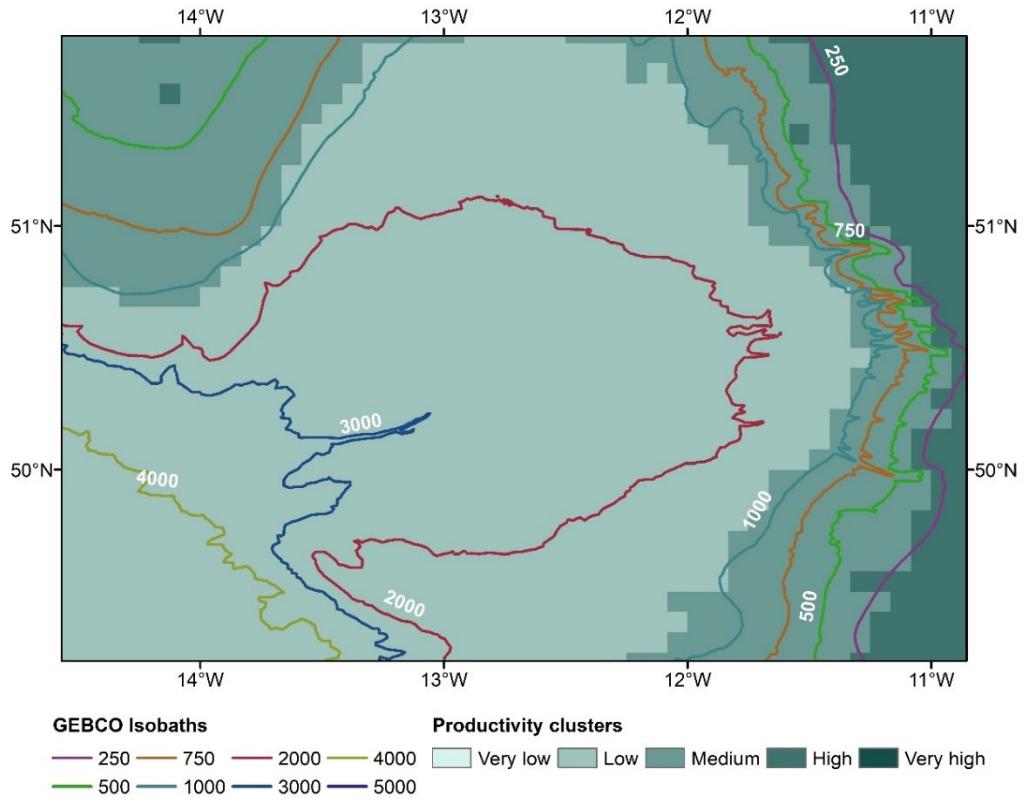 14°W 13°W 12°W 11°W
250
51°N 750 51°N
3000
50°N 4000 50°N
1000
2000 500
14°W 13°W 12°W 11°W
GEBCO Isobaths Productivity clusters
250 750 2000 4000 Very low Low Medium High Very high
500 1000 3000 5000